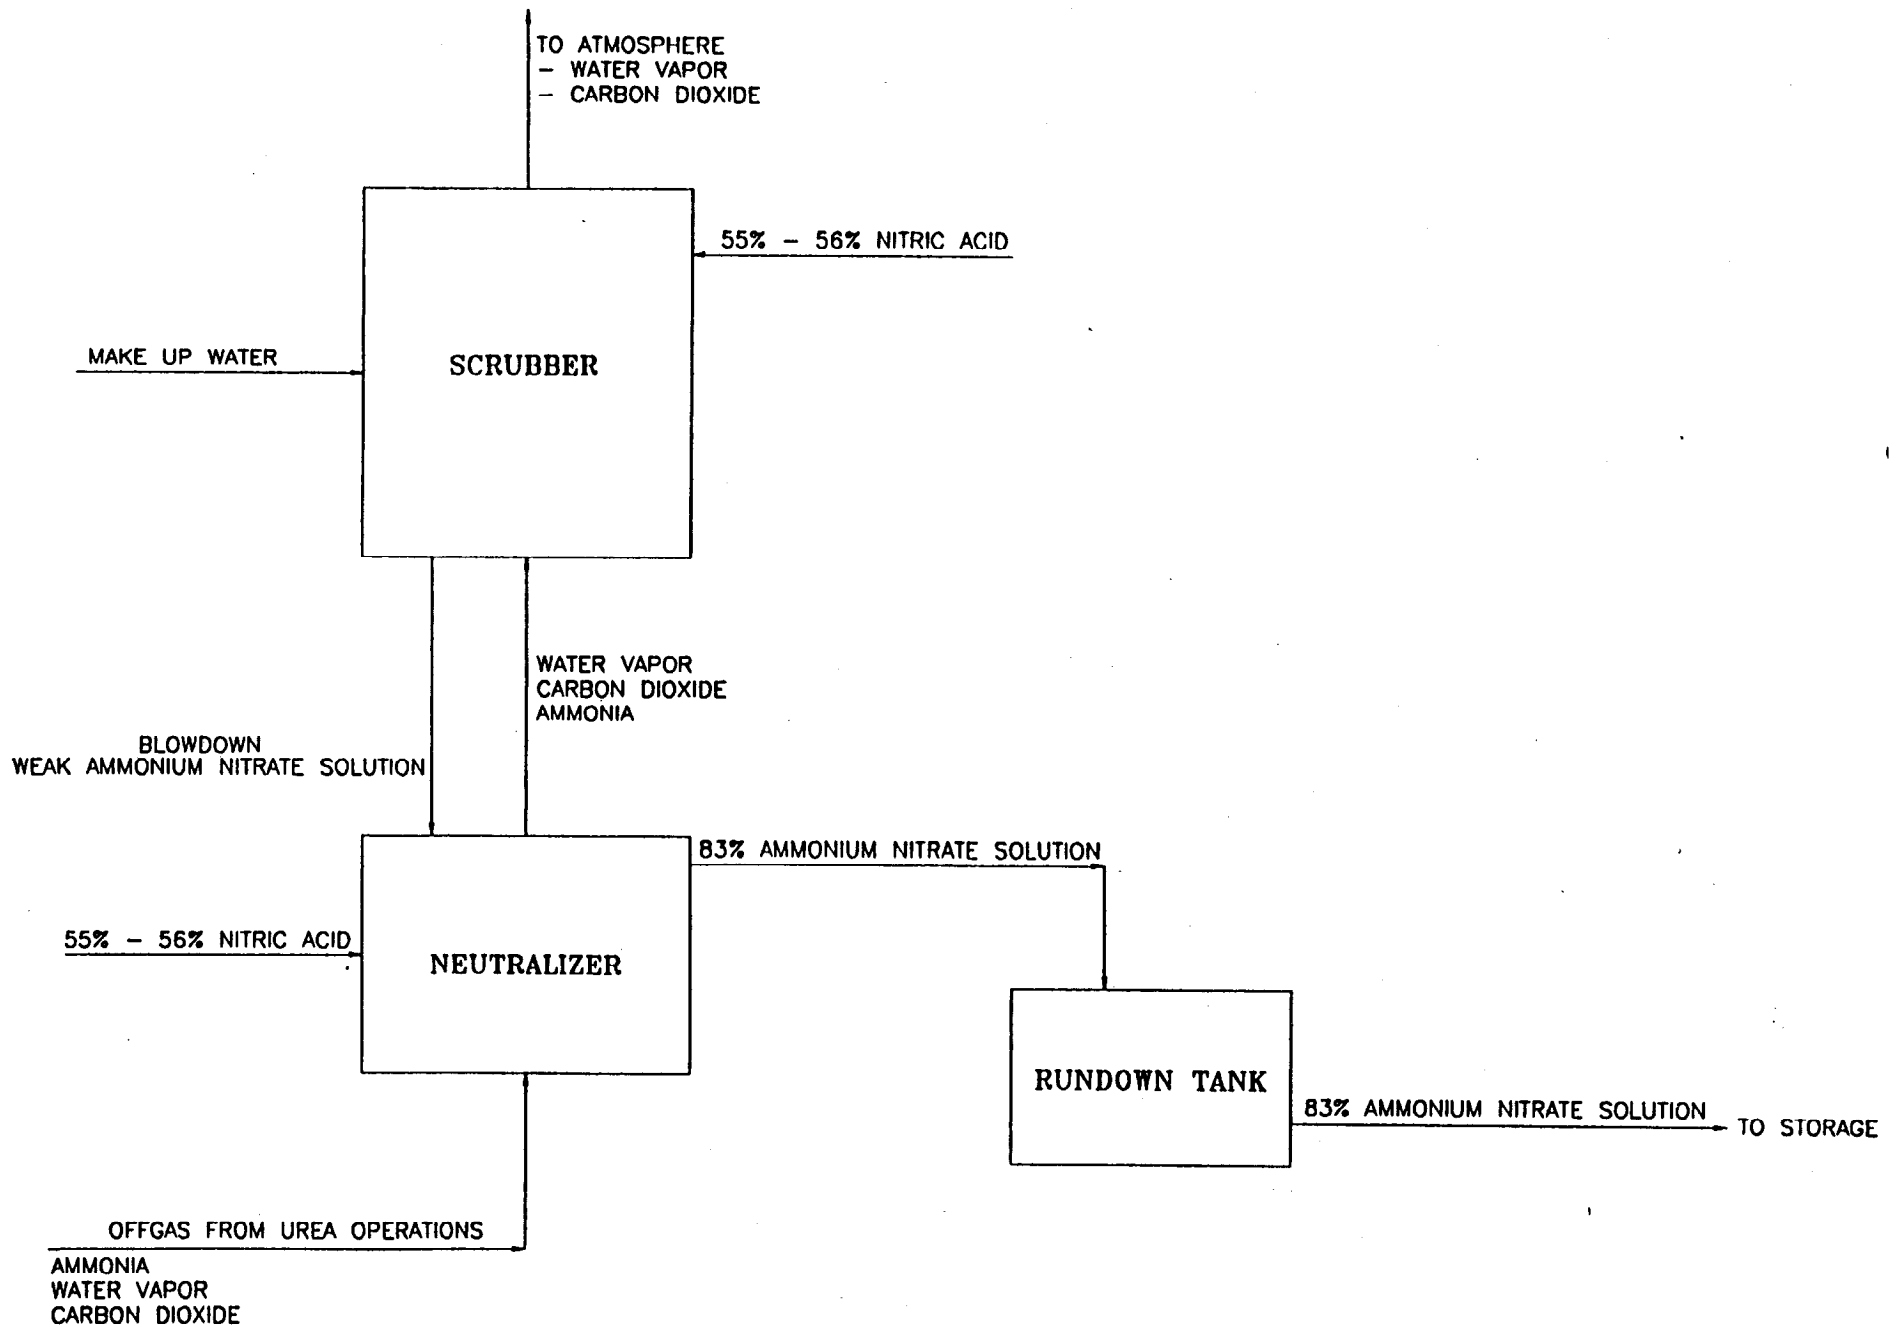 TO ATMOSPHERE
- WATER VAPOR
- CARBON DIOXIDE
55% - 56% NITRIC ACID
MAKE UP WATER
SCRUBBER
WATER VAPOR
CARBON DIOXIDE
AMMONIA
BLOWDOWN
WEAK AMMONIUM NITRATE SOLUTION
83% AMMONIUM NITRATE SOLUTION
55% - 56% NITRIC ACID
NEUTRALIZER
RUNDOWN TANK
83% AMMONIUM NITRATE SOLUTION
TO STORAGE
OFFGAS FROM UREA OPERATIONS
AMMONIA
WATER VAPOR
CARBON DIOXIDE